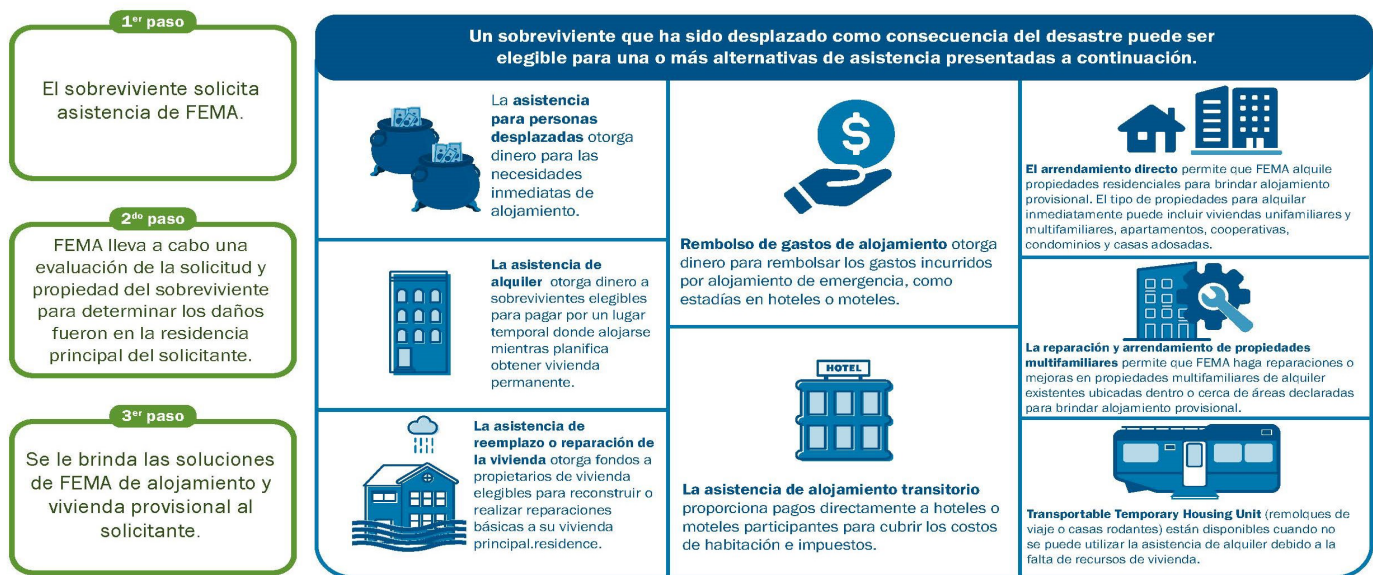 1er paso
El sobreviviente solicita
asistencia de FEMA.
2do paso
FEMA lleva a cabo una
evaluación de la solicitud y
propiedad del sobreviviente
para determinar los daños
fueron en la residencia
principal del solicitante.
3er paso
Se le brinda las soluciones
de FEMA de alojamiento y
vivienda provisional al
solicitante.
Un sobreviviente que ha sido desplazado como consecuencia del desastre puede ser
elegible para una o más alternativas de asistencia presentadas a continuación.
La asistencia
para personas
desplazadas otorga
dinero para las
necesidades
inmediatas de
alojamiento.
La asistencia de
alquiler otorga dinero a
sobrevivientes elegibles
para pagar por un lugar
temporal donde alojarse
mientras planifica
obtener vivienda
permanente.
La asistencia de
reemplazo o reparación de
la vivienda otorga fondos a
propietarios de vivienda
elegibles para reconstruir o
realizar reparaciones
básicas a su vivienda
principal.residence.
$
Rembolso de gastos de alojamiento otorga
dinero para rembolsar los gastos incurridos
por alojamiento de emergencia, como
estadías en hoteles o moteles.
HOTEL
La asistencia de alojamiento transitorio
proporciona pagos directamente a hoteles o
moteles participantes para cubrir los costos
de habitación e impuestos.
El arrendamiento directo permite que FEMA alquile
propiedades residenciales para brindar alojamiento
provisional. El tipo de propiedades para alquilar
inmediatamente puede incluir viviendas unifamiliares y
multifamiliares, apartamentos, cooperativas,
condominios y casas adosadas.
La reparación y arrendamiento de propiedades
multifamiliares permite que FEMA haga reparaciones o
mejoras en propiedades multifamiliares de alquiler
existentes ubicadas dentro o cerca de áreas declaradas
para brindar alojamiento provisional.
Transportable Temporary Housing Unit (remolques de
viaje o casas rodantes) están disponibles cuando no
se puede utilizar la asistencia de alquiler debido a la
falta de recursos de vivienda.